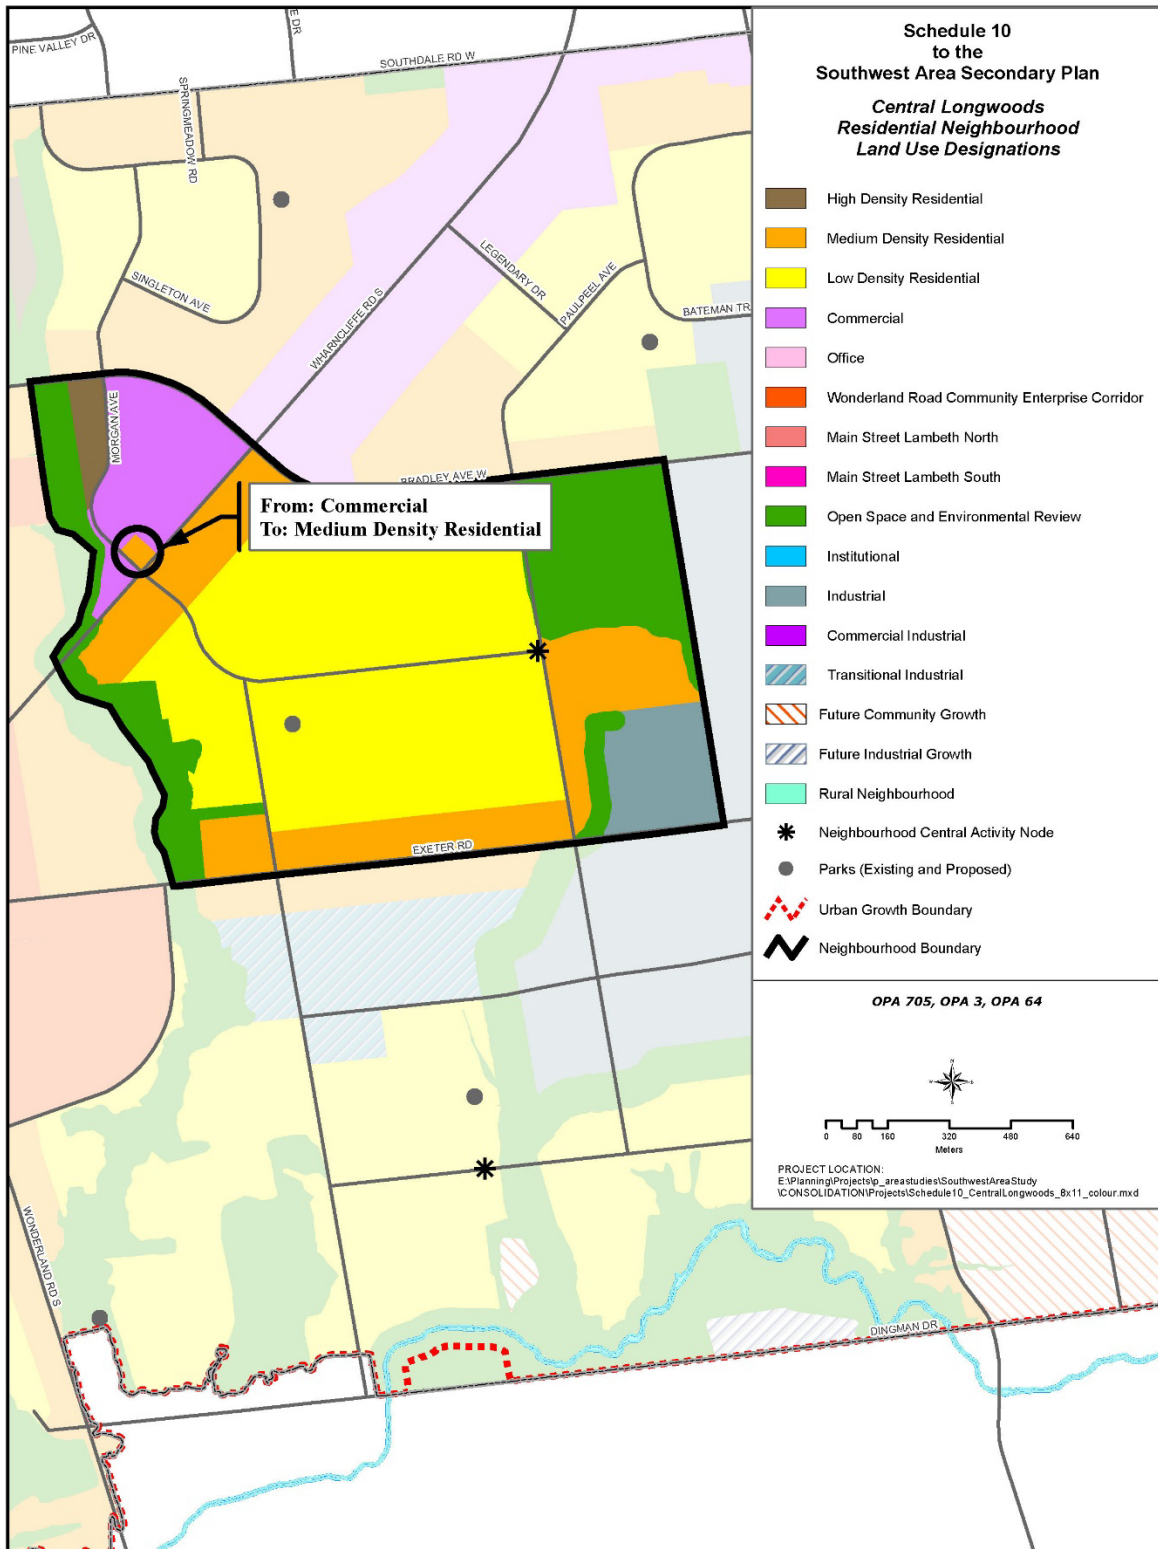 Schedule 10
to the
Southwest Area Secondary Plan
Central Longwoods
Residential Neighbourhood
Land Use Designations
High Density Residential
Medium Density Residential
Low Density Residential
Commercial
Office
Wonderland Road Community Enterprise Corridor
Main Street Lambeth North
Main Street Lambeth South
Open Space and Environmental Review
Institutional
Industrial
Commercial Industrial
Transitional Industrial
Future Community Growth
Future Industrial Growth
Rural Neighbourhood
Neighbourhood Central Activity Node
Parks (Existing and Proposed)
Urban Growth Boundary
Neighbourhood Boundary
OPA 705, OPA 3, OPA 64
N
W E
S
0 80 160 320 480 640
Meters
PROJECT LOCATION:
E:\Planning\Projects\p_areastudies\SouthwestAreaStudy
\CONSOLIDATION\Projects\Schedule10_CentralLongwoods_8x11_colour.mxd
PINE VALLEY DR
E DR
SOUTHDALE RD W
SPRINGMEADOW RD
SINGLETON AVE
WHARNCLIFFE RD S
LEGENDARY DR
PAULPEEL AVE
BATEMAN TR
MORGAN AVE
BRADLEY AVE W
From: Commercial
To: Medium Density Residential
EXETER RD
WONDERLAND RD S
DINGMAN DR